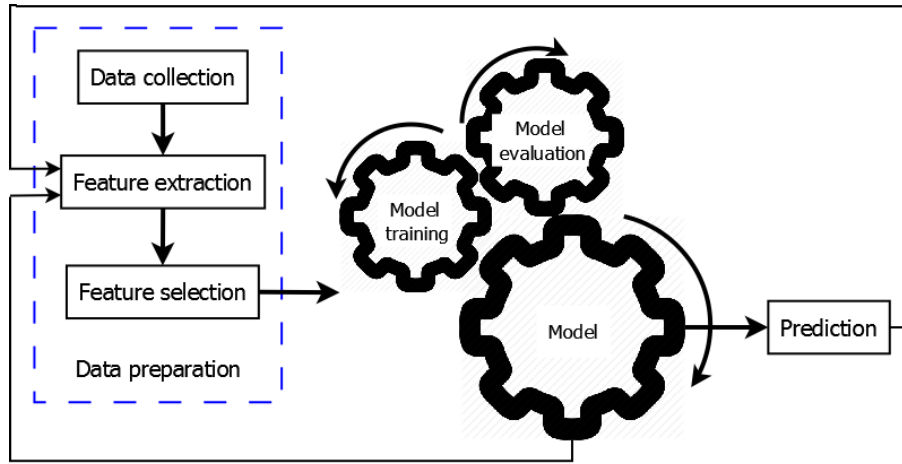 Data collection
Feature extraction
Feature selection
Data preparation
Model
training
Model
evaluation
Model
Prediction